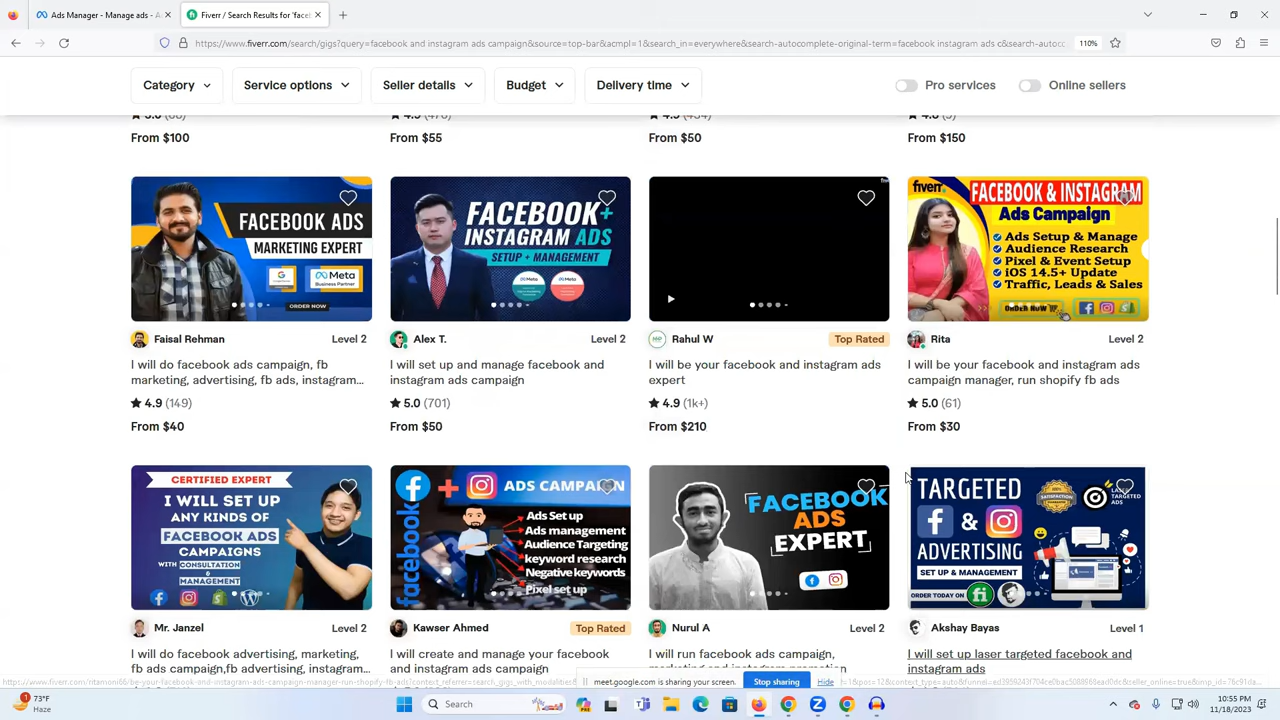 Ads Manager - Manage ads - A
Fiverr / Search Results for 'face
https://www.fiverr.com/search/gigs?query=facebook and instagram ads campaign&source=top-bar&acmpl=1&search_in=everywhere&search-autocomplete-original-term=facebook instagram ads c&search-autoc
110%
Category
Service options
Seller details
Budget
Delivery time
Pro services
Online sellers
From $100
From $55
From $50
From $150
FACEBOOK ADS
MARKETING EXPERT
Google
Meta
Business Partner
ORDER NOW
Faisal Rehman
Level 2
I will do facebook ads campaign, fb
marketing, advertising, fb ads, instagram...
4.9 (149)
From $40
FACEBOOK+
INSTAGRAM ADS
SETUP + MANAGEMENT
Meta
Alex T.
Level 2
I will set up and manage facebook and
instagram ads campaign
5.0 (701)
From $50
Rahul W
Top Rated
I will be your facebook and instagram ads
expert
4.9 (1k+)
From $210
fiverr.
FACEBOOK & INSTAGRAM
Ads Campaign
Ads Setup & Manage
Audience Research
Pixel & Event Setup
iOS 14.5+ Update
Traffic, Leads & Sales
ORDER NOW
Rita
Level 2
I will be your facebook and instagram ads
campaign manager, run shopify fb ads
5.0 (61)
From $30
CERTIFIED EXPERT
I WILL SET UP
ANY KINDS OF
FACEBOOK ADS
CAMPAIGNS
WITH CONSULTATION
&
MANAGEMENT
Mr. Janzel
Level 2
I will do facebook advertising, marketing,
fb ads campaign,fb advertising, instagram...
facebook
ADS CAMPAIGN
Ads Set up
Ads management
Audience Targeting
keyword research
Negative keywords
Pixel set up
Kawser Ahmed
Top Rated
I will create and manage your facebook
and instagram ads campaign
FACEBOOK
ADS
EXPERT
Nurul A
Level 2
I will run facebook ads campaign,
marketing and instagram promotion
TARGETED
&
ADVERTISING
SET UP & MANAGEMENT
ORDER TODAY ON
fi
SATISFACTION
TARGETED
ADS
Akshay Bayas
Level 1
I will set up laser targeted facebook and
instagram ads
meet.google.com is sharing your screen.
Stop sharing
Hide
73°F
Haze
Search
10:55 PM
11/18/2023